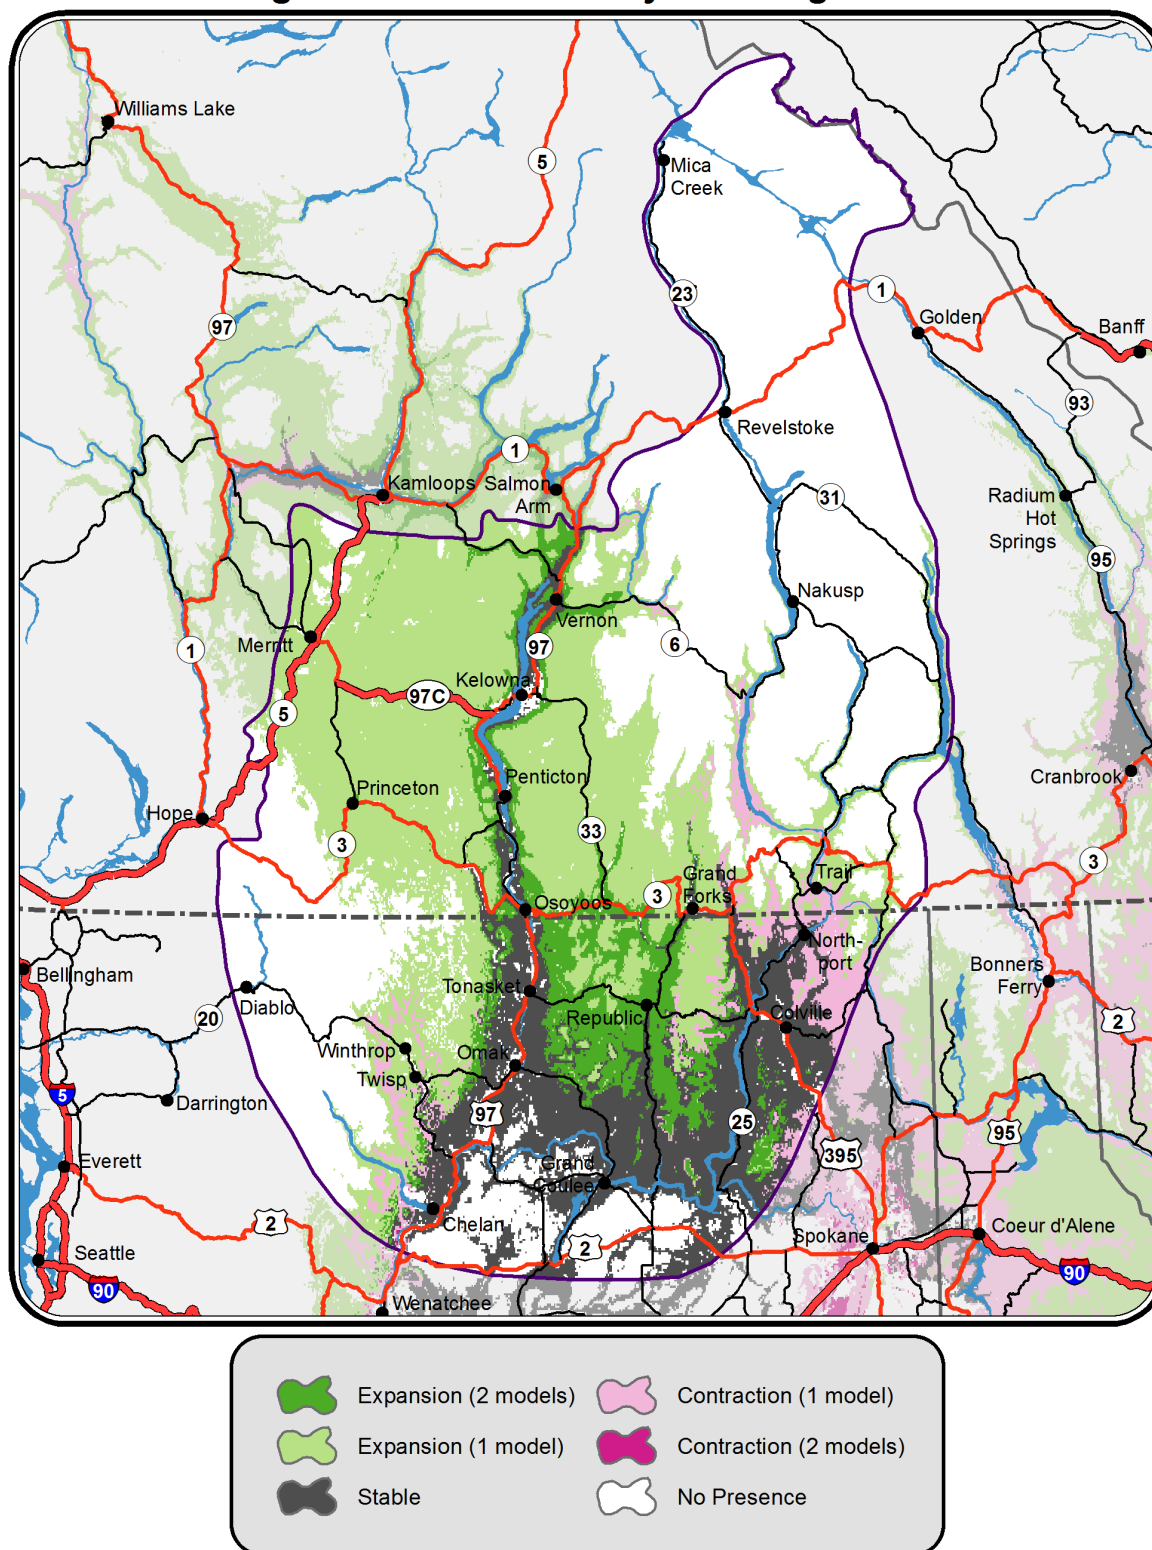 Williams Lake
5
Mica
Creek
23
1
97
Golden
Banff
93
Revelstoke
1
Kamloops
Salmon
Arm
31
Radium
Hot
Springs
95
Nakusp
Vernon
Merritt
1
97
6
Kelowna
97C
5
Penticton
Cranbrook
Princeton
Hope
33
3
3
Grand
Forks
Trail
3
Osoyoos
North-
port
Bellingham
Bonners
Ferry
Tonasket
Diablo
Republic
Colville
20
2
Winthrop
Omak
Twisp
5
Darrington
97
25
95
395
Everett
Grand
Coulee
Chelan
2
Coeur d'Alene
Spokane
Seattle
2
90
90
Wenatchee
Expansion (2 models)
Contraction (1 model)
Expansion (1 model)
Contraction (2 models)
Stable
No Presence